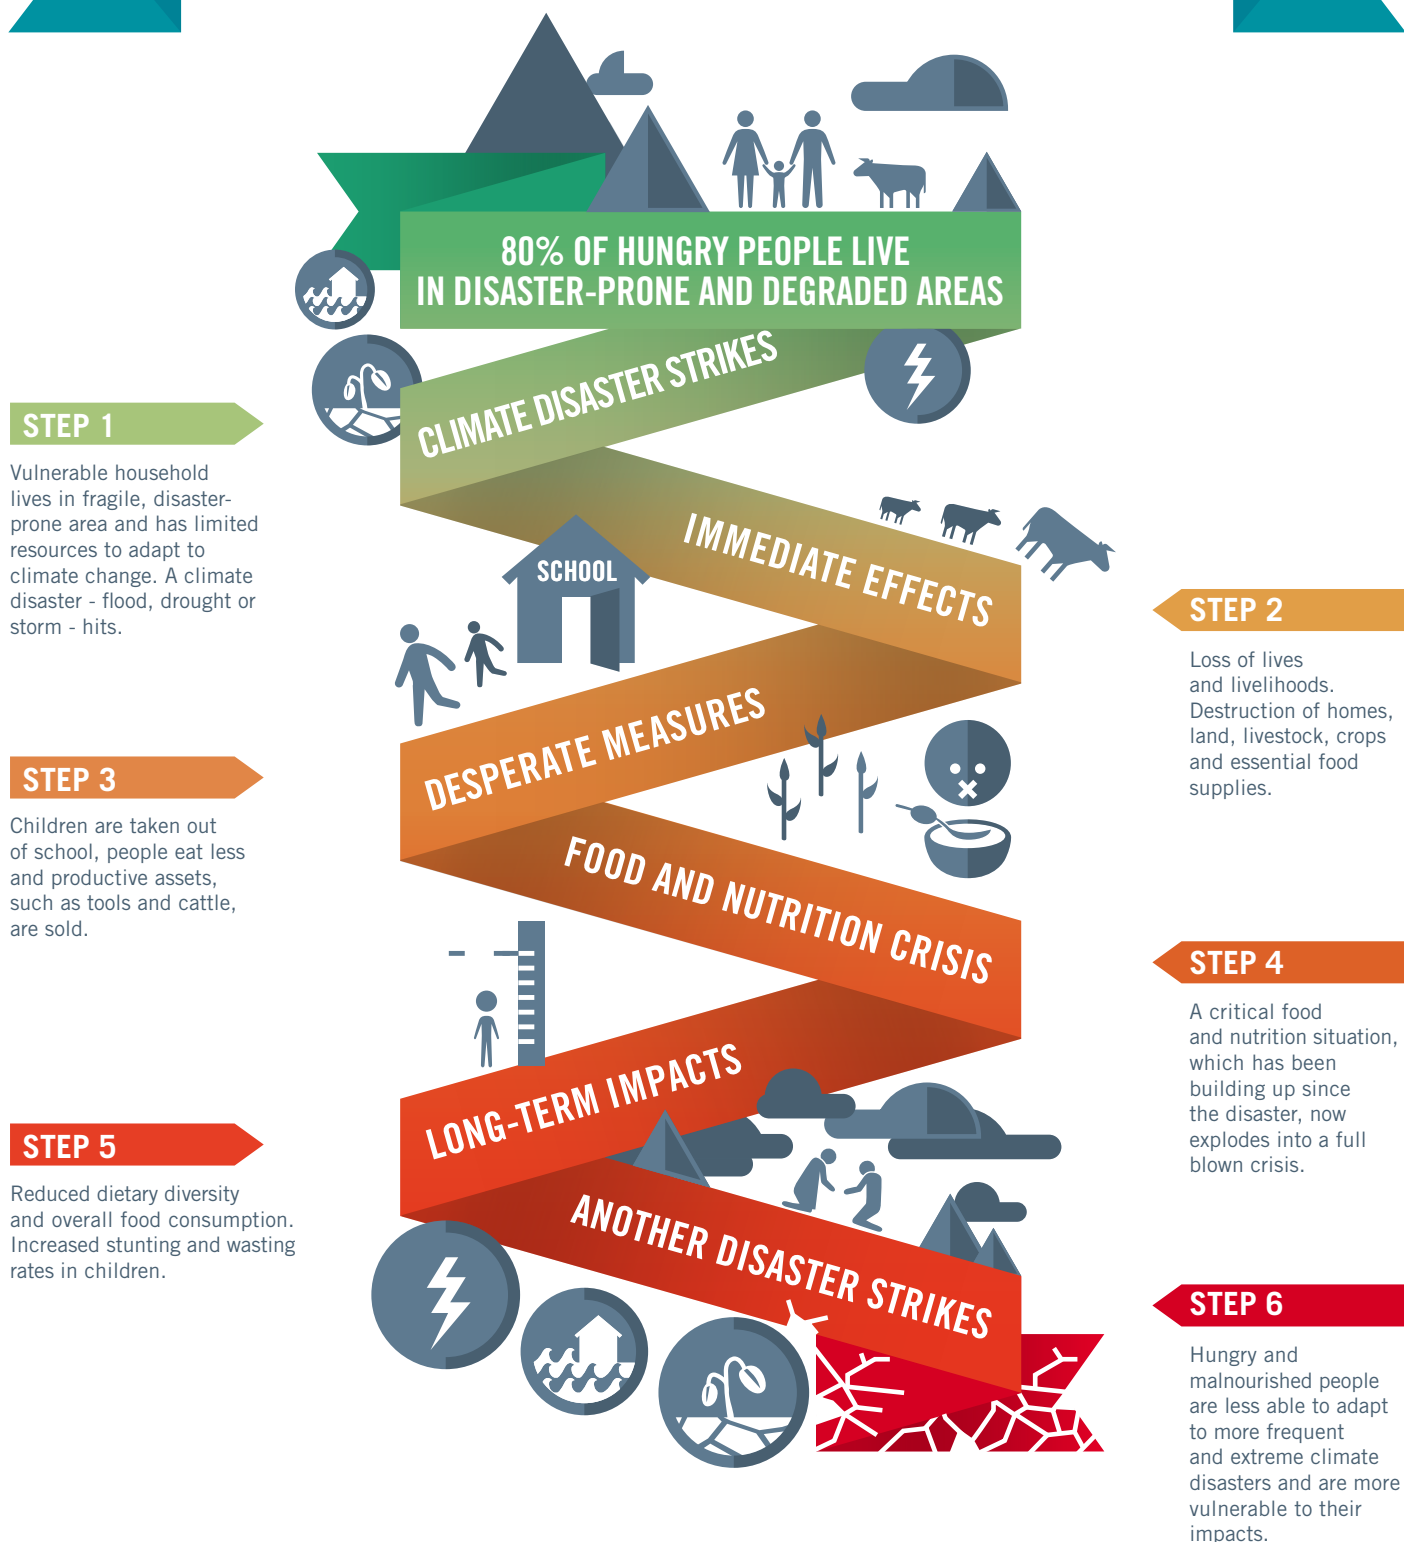 80% OF HUNGRY PEOPLE LIVE
IN DISASTER-PRONE AND DEGRADED AREAS
CLIMATE DISASTER STRIKES
STEP 1
Vulnerable household
lives in fragile, disaster-
prone area and has limited
resources to adapt to
climate change. A climate
disaster - flood, drought or
storm - hits.
IMMEDIATE EFFECTS
SCHOOL
STEP 2
Loss of lives
and livelihoods.
Destruction of homes,
land, livestock, crops
and essential food
supplies.
DESPERATE MEASURES
STEP 3
Children are taken out
of school, people eat less
and productive assets,
such as tools and cattle,
are sold.
FOOD AND NUTRITION CRISIS
STEP 4
A critical food
and nutrition situation,
which has been
building up since
the disaster, now
explodes into a full
blown crisis.
LONG-TERM IMPACTS
STEP 5
Reduced dietary diversity
and overall food consumption.
Increased stunting and wasting
rates in children.
ANOTHER DISASTER STRIKES
STEP 6
Hungry and
malnourished people
are less able to adapt
to more frequent
and extreme climate
disasters and are more
vulnerable to their
impacts.